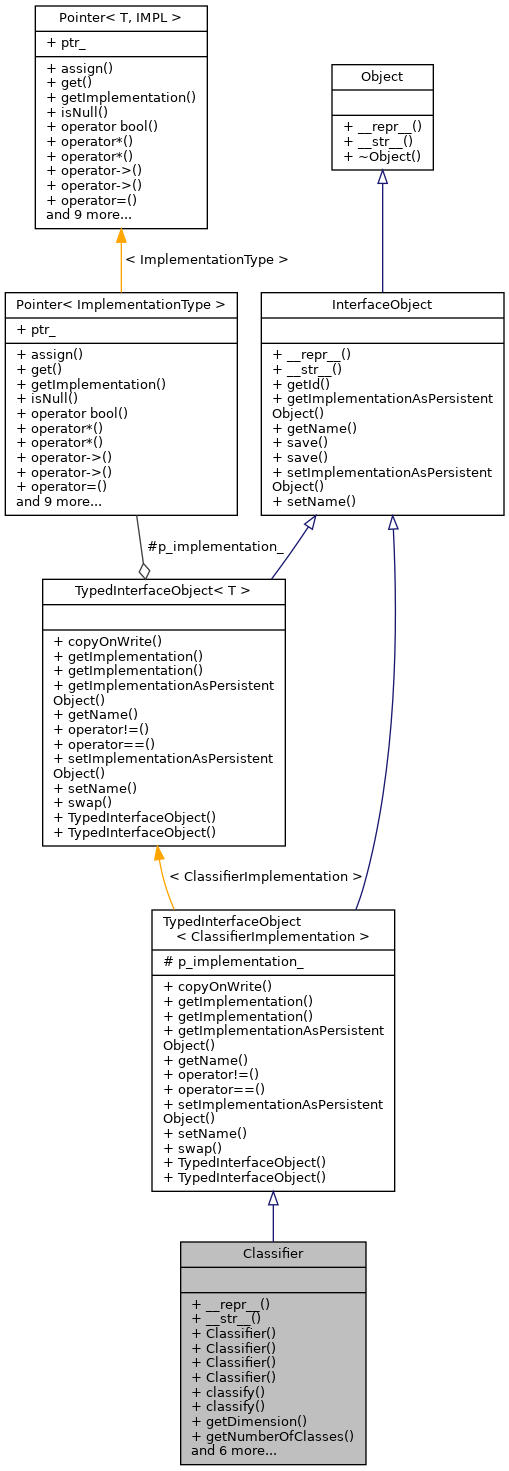 Pointer< T, IMPL >
+ ptr_
+ assign()
+ get()
+ getImplementation()
+ isNull()
+ operator bool()
+ operator*()
+ operator*()
+ operator->()
+ operator->()
+ operator=()
and 9 more...
Object
+ __repr__()
+ __str__()
+ ~Object()
< ImplementationType >
Pointer< ImplementationType >
+ ptr_
+ assign()
+ get()
+ getImplementation()
+ isNull()
+ operator bool()
+ operator*()
+ operator*()
+ operator->()
+ operator->()
+ operator=()
and 9 more...
InterfaceObject
+ __repr__()
+ __str__()
+ getId()
+ getImplementationAsPersistent
Object()
+ getName()
+ save()
+ save()
+ setImplementationAsPersistent
Object()
+ setName()
#p_implementation_
TypedInterfaceObject< T >
+ copyOnWrite()
+ getImplementation()
+ getImplementation()
+ getImplementationAsPersistent
Object()
+ getName()
+ operator!=()
+ operator==()
+ setImplementationAsPersistent
Object()
+ setName()
+ swap()
+ TypedInterfaceObject()
+ TypedInterfaceObject()
< ClassifierImplementation >
TypedInterfaceObject
< ClassifierImplementation >
# p_implementation_
+ copyOnWrite()
+ getImplementation()
+ getImplementation()
+ getImplementationAsPersistent
Object()
+ getName()
+ operator!=()
+ operator==()
+ setImplementationAsPersistent
Object()
+ setName()
+ swap()
+ TypedInterfaceObject()
+ TypedInterfaceObject()
Classifier
+ __repr__()
+ __str__()
+ Classifier()
+ Classifier()
+ Classifier()
+ Classifier()
+ classify()
+ classify()
+ getDimension()
+ getNumberOfClasses()
and 6 more...